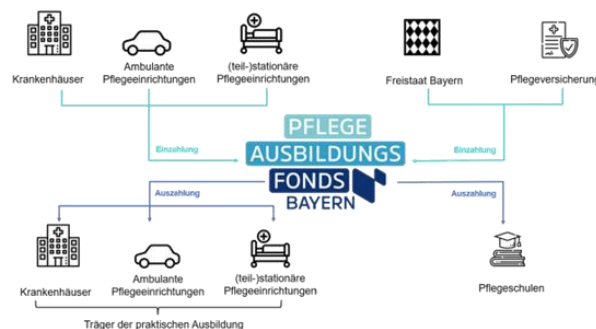 Krankenhäuser
Ambulante
Pflegeeinrichtungen
(teil-)stationäre
Pflegeeinrichtungen
Freistaat Bayern
Pflegeversicherung
Einzahlung
Einzahlung
PFLEGE
AUSBILDUNGS
FONDS
BAYERN
Auszahlung
Auszahlung
Krankenhäuser
Ambulante
Pflegeeinrichtungen
(teil-)stationäre
Pflegeeinrichtungen
Pflegeschulen
Träger der praktischen Ausbildung